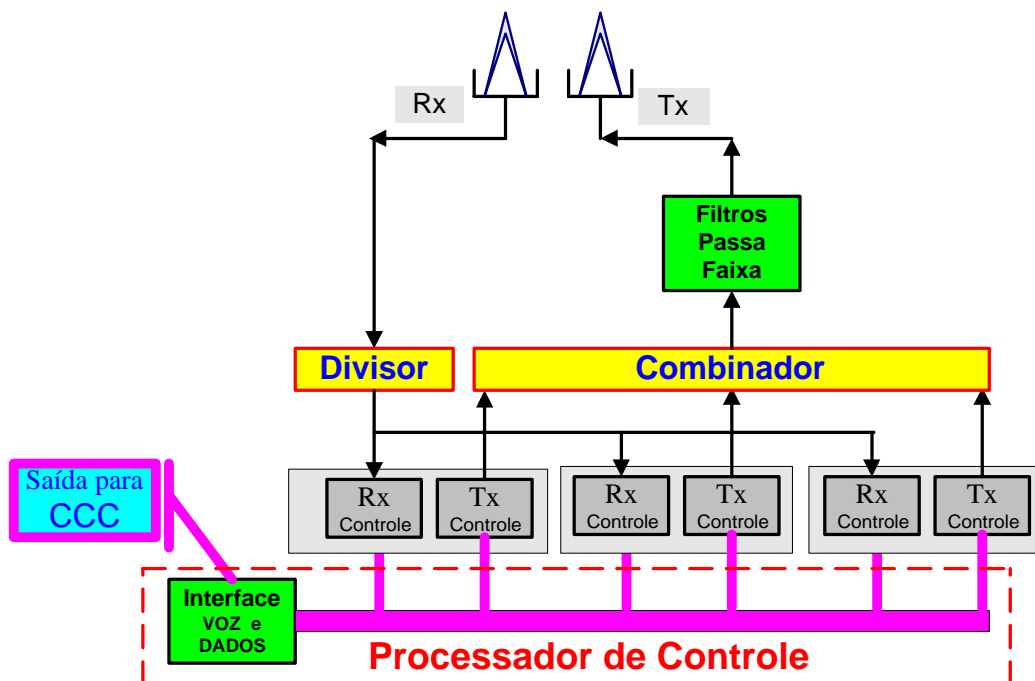 Rx
Tx
Filtros
Passa
Faixa
Divisor
Combinador
Saída para
CCC
Rx
Controle
Tx
Controle
Rx
Controle
Tx
Controle
Rx
Controle
Tx
Controle
Interface
VOZ e
DADOS
Processador de Controle